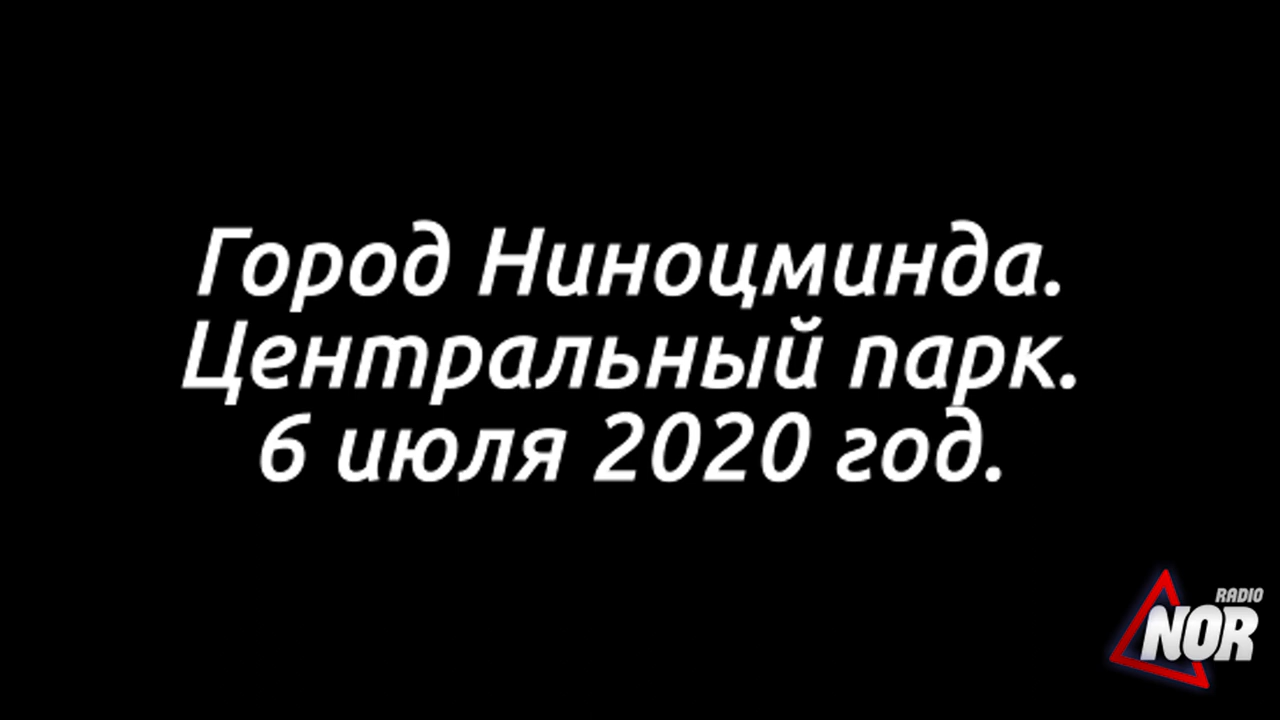 Город Ниноцминда.
Центральный парк.
6 июля 2020 год.
RADIO
NOR